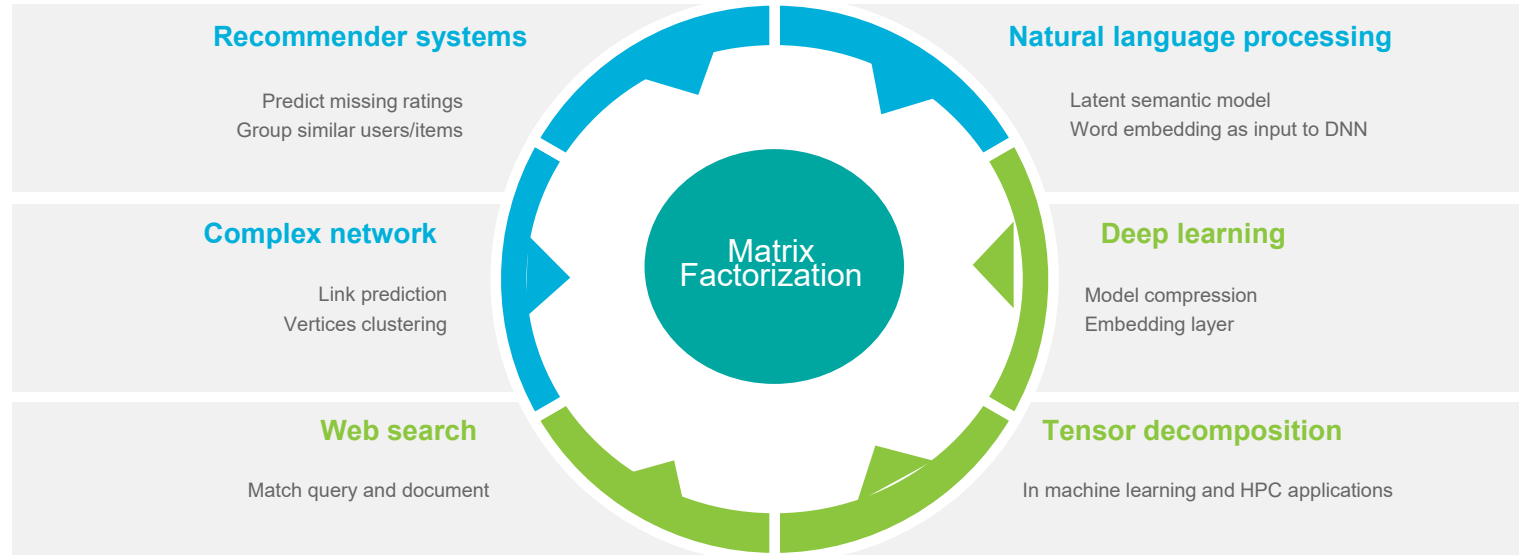 Recommender systems
Predict missing ratings
Group similar users/items
Natural language processing
Latent semantic model
Word embedding as input to DNN
Complex network
Link prediction
Vertices clustering
Matrix
Factorization
Deep learning
Model compression
Embedding layer
Web search
Match query and document
Tensor decomposition
In machine learning and HPC applications